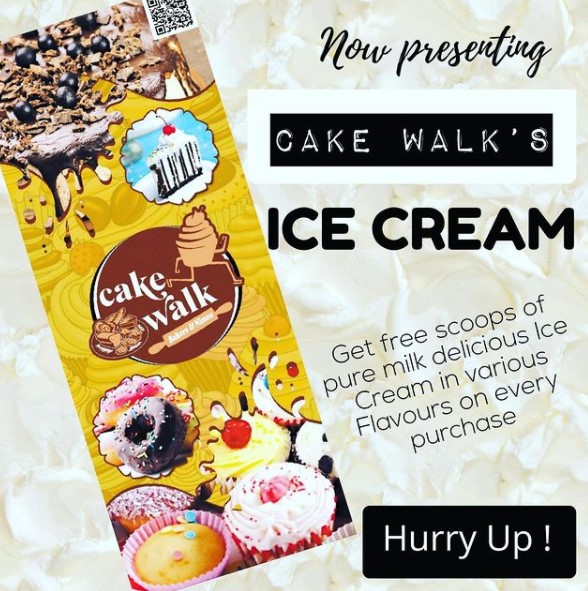 Now presenting
CAKE WALK'S
ICE CREAM
cake
walk
Get free scoops of
pure milk delicious Ice
Cream in various
Flavours on every
purchase
Hurry Up !